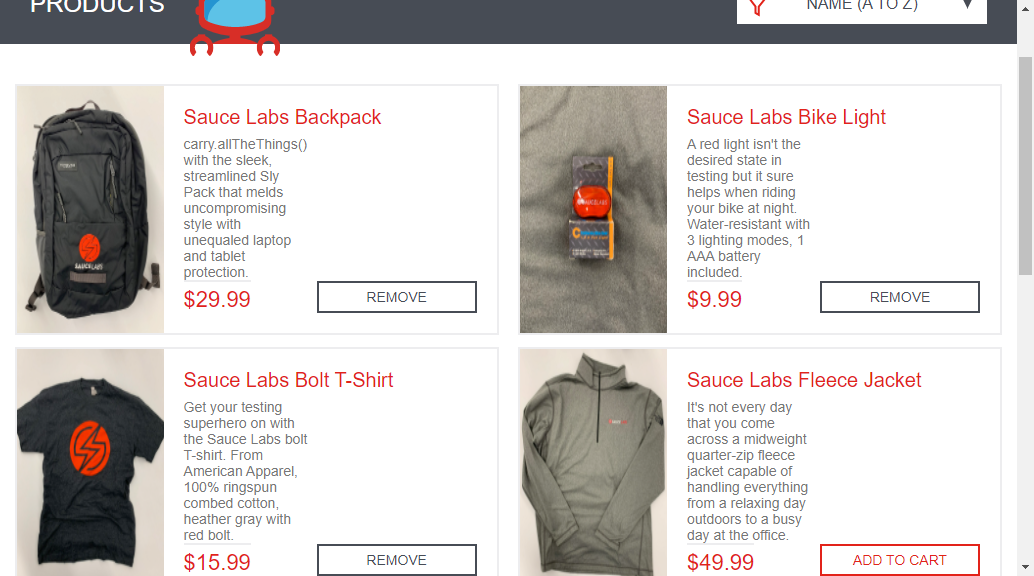 PRODUCTS
NAME (A TO Z)
Sauce Labs Backpack
carry.allTheThings()
with the sleek,
streamlined Sly
Pack that melds
uncompromising
style with
unequaled laptop
and tablet
protection.
$29.99
REMOVE
SAUCELABS
Sauce Labs Bike Light
A red light isn't the
desired state in
testing but it sure
helps when riding
your bike at night.
Water-resistant with
3 lighting modes, 1
AAA battery
included.
$9.99
REMOVE
SAUCELABS
Sauce Labs Bolt T-Shirt
Get your testing
superhero on with
the Sauce Labs bolt
T-shirt. From
American Apparel,
100% ringspun
combed cotton,
heather gray with
red bolt.
$15.99
REMOVE
Sauce Labs Fleece Jacket
It's not every day
that you come
across a midweight
quarter-zip fleece
jacket capable of
handling everything
from a relaxing day
outdoors to a busy
day at the office.
$49.99
ADD TO CART